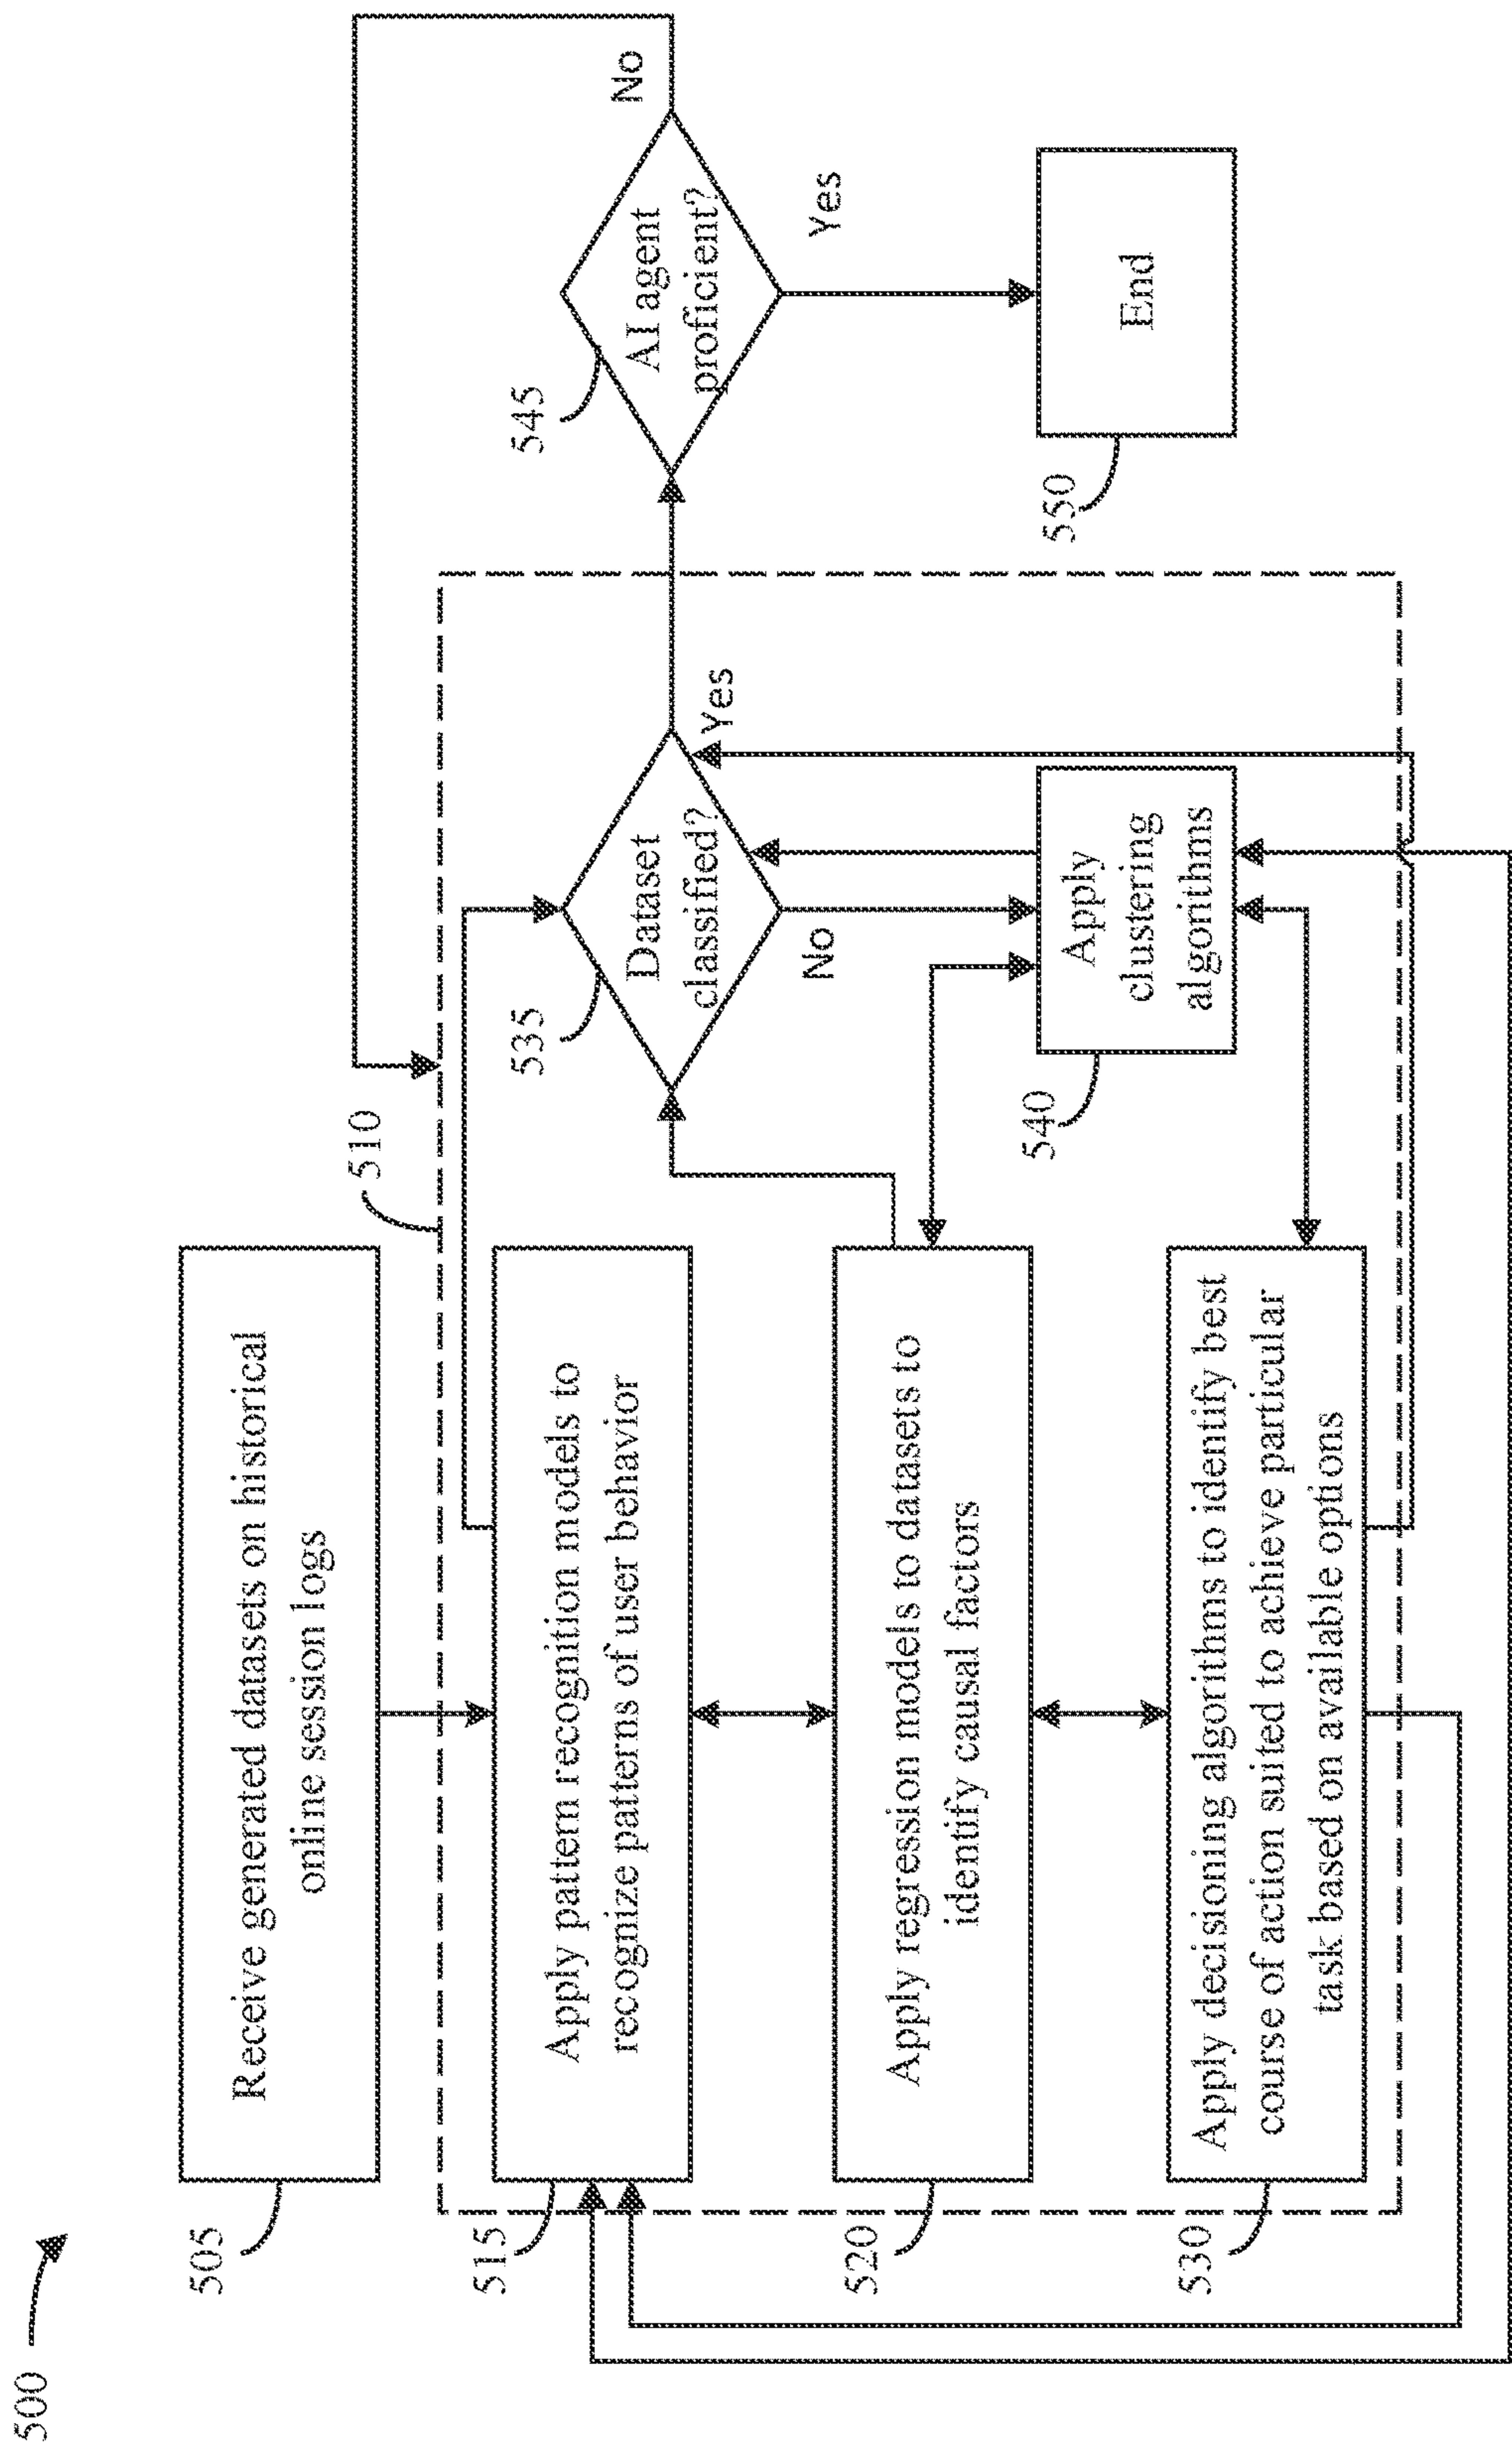 500
505
Receive generated datasets on historical
online session logs
510
515
Apply pattern recognition models to
recognize patterns of user behavior
520
Apply regression models to datasets to
identify causal factors
530
Apply decisioning algorithms to identify best
course of action suited to achieve particular
task based on available options
535
Dataset
classified?
Yes
No
540
Apply
clustering
algorithms
545
AI agent
proficient?
No
Yes
550
End